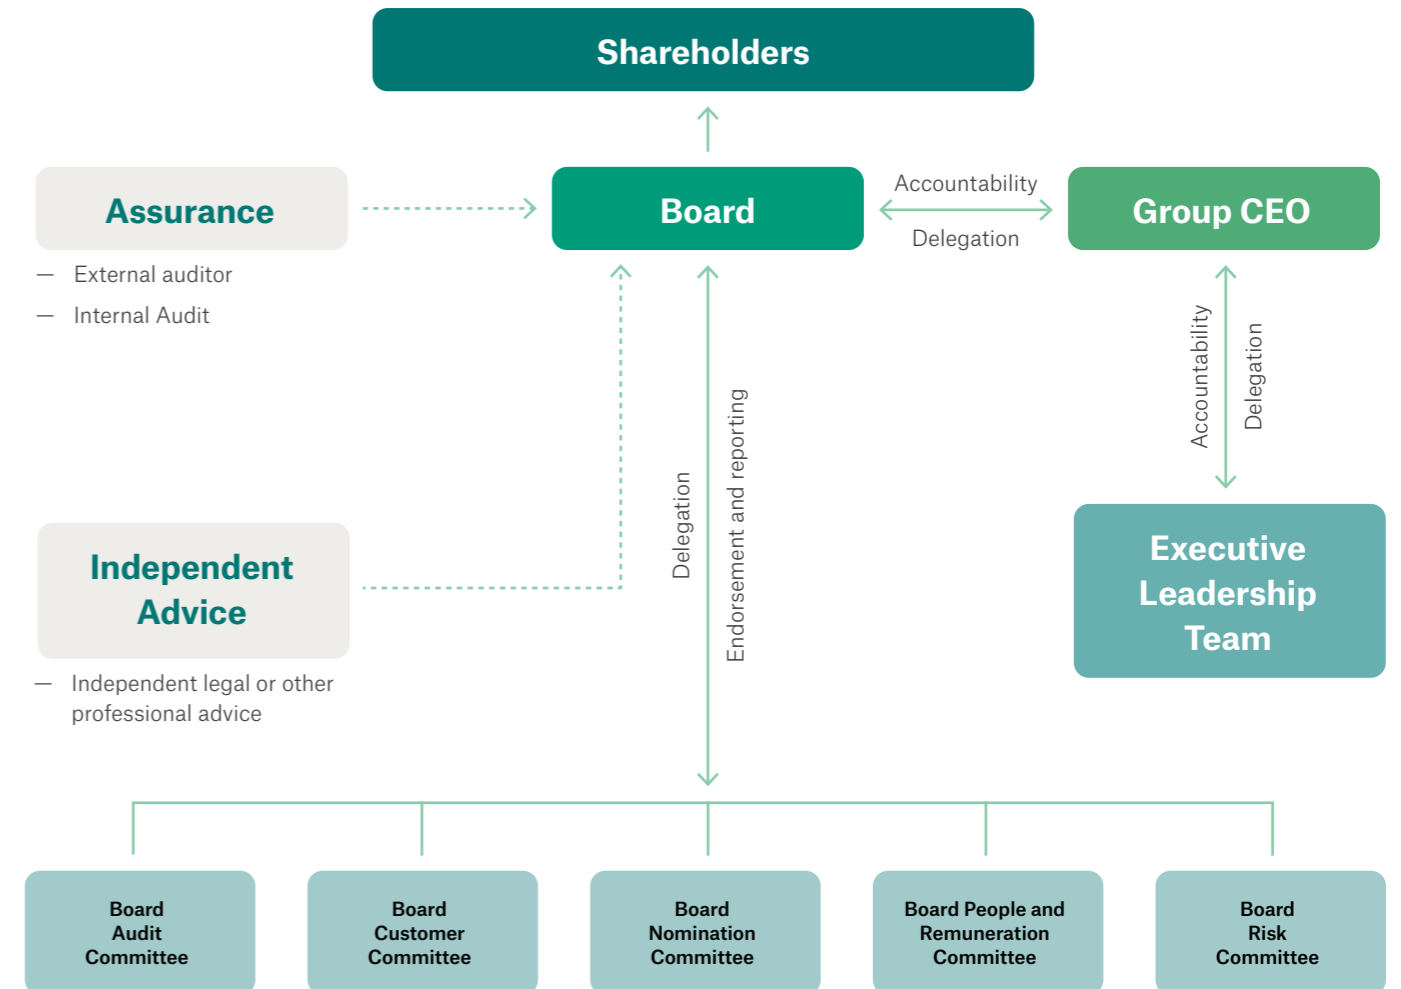 Shareholders
Assurance
— External auditor
— Internal Audit
Board
Accountability
Delegation
Group CEO
Accountability
Delegation
Executive
Leadership
Team
Independent
Advice
— Independent legal or other
professional advice
Delegation
Endorsement and reporting
Board
Audit
Committee
Board
Customer
Committee
Board
Nomination
Committee
Board People and
Remuneration
Committee
Board
Risk
Committee